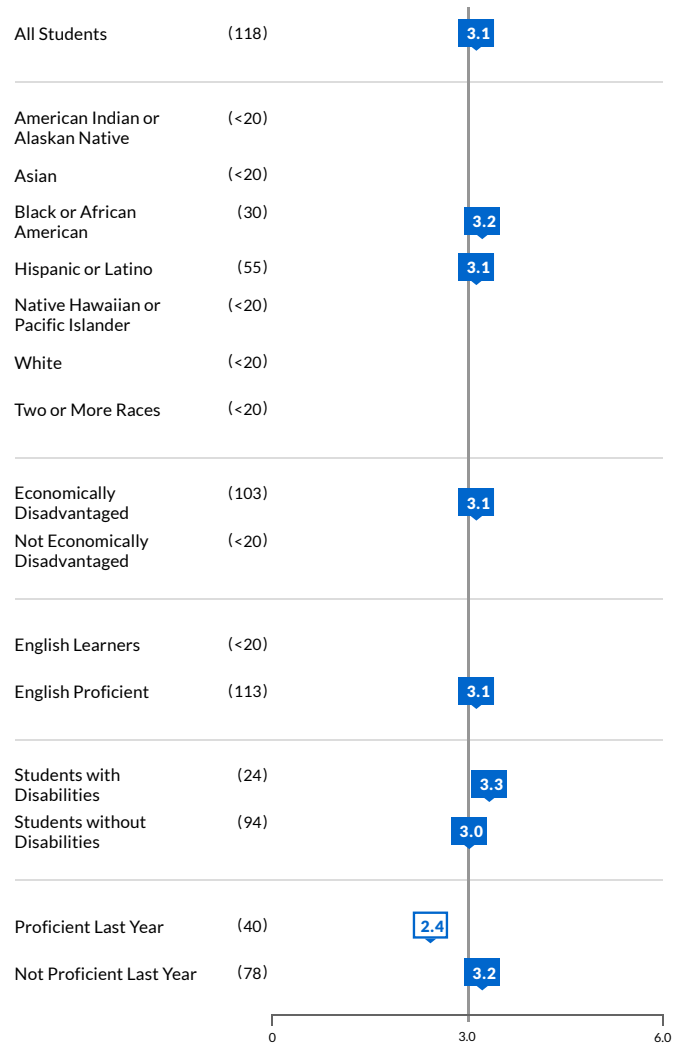 All Students (118) 3.1
American Indian or (<20)
Alaskan Native
Asian (<20)
Black or African (30) 3.2
American
Hispanic or Latino (55) 3.1
Native Hawaiian or (<20)
Pacific Islander
White (<20)
Two or More Races (<20)
Economically (103) 3.1
Disadvantaged
Not Economically (<20)
Disadvantaged
English Learners (<20)
English Proficient (113) 3.1
Students with (24) 3.3
Disabilities
Students without (94) 3.0
Disabilities
Proficient Last Year (40) 2.4
Not Proficient Last Year (78) 3.2
0 3.0 6.0